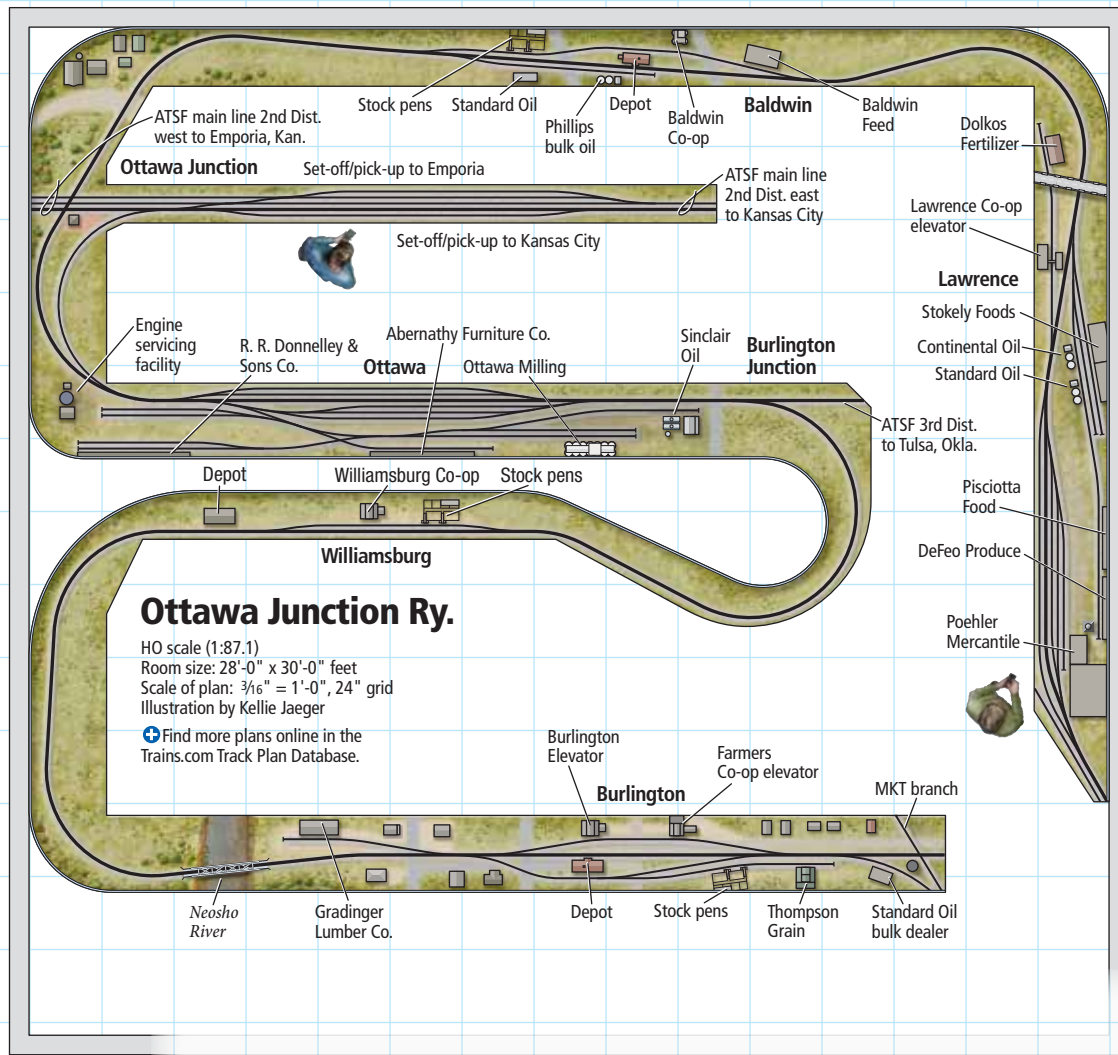 Stock pens
Standard Oil
Phillips
bulk oil
Depot
Baldwin
Co-op
Baldwin
Baldwin
Feed
Dolkos
Fertilizer
ATSF main line 2nd Dist.
west to Emporia, Kan.
Ottawa Junction
Set-off/pick-up to Emporia
ATSF main line
2nd Dist. east
to Kansas City
Set-off/pick-up to Kansas City
Lawrence Co-op
elevator
Lawrence
Stokely Foods
Continental Oil
Standard Oil
Engine
servicing
facility
R. R. Donnelley &
Sons Co.
Abernathy Furniture Co.
Ottawa
Ottawa Milling
Sinclair
Oil
Burlington
Junction
ATSF 3rd Dist.
to Tulsa, Okla.
Depot
Williamsburg Co-op
Stock pens
Williamsburg
Pisciotta
Food
DeFeo Produce
Poehler
Mercantile
Ottawa Junction Ry.
HO scale (1:87.1)
Room size: 28'-0" x 30'-0" feet
Scale of plan: 3/16" = 1'-0", 24" grid
Illustration by Kellie Jaeger
Find more plans online in the
Trains.com Track Plan Database.
Burlington
Elevator
Burlington
Farmers
Co-op elevator
MKT branch
Neosho
River
Gradinger
Lumber Co.
Depot
Stock pens
Thompson
Grain
Standard Oil
bulk dealer